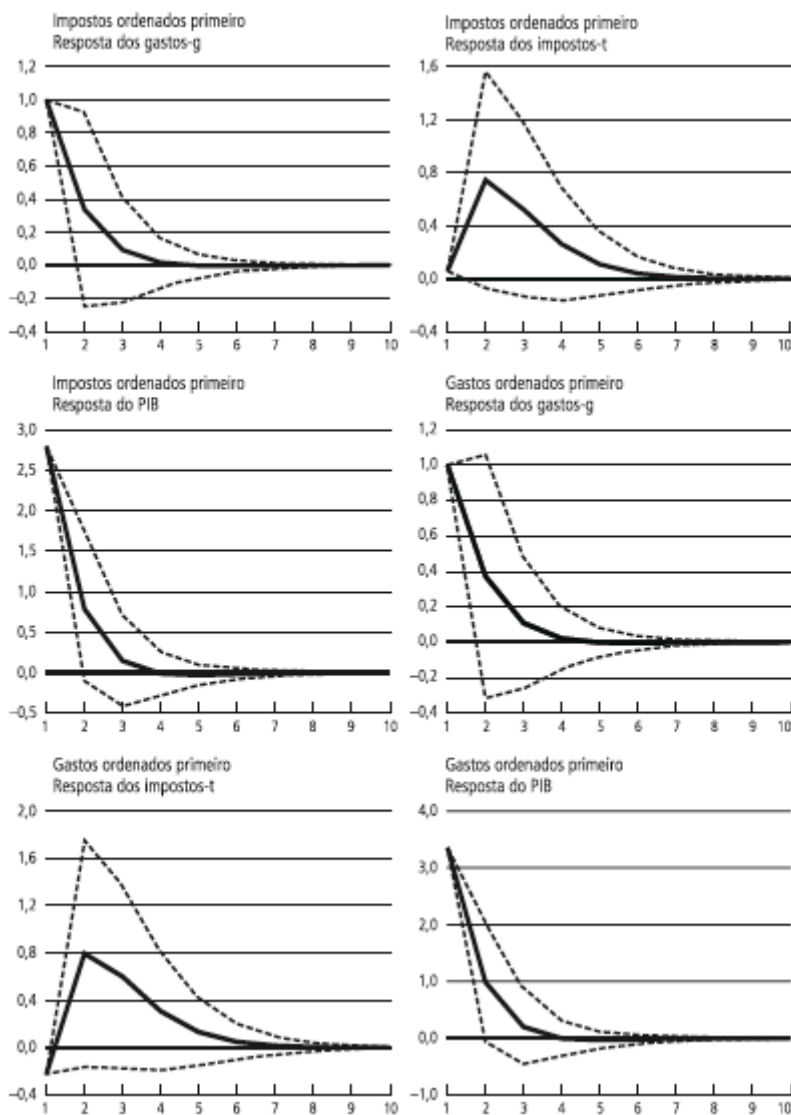 Impostos ordenados primeiro
Resposta dos gastos-g
1,2
1,0
0,8
0,6
0,4
0,2
0,0
−0,2
−0,4
1 2 3 4 5 6 7 8 9 10
Impostos ordenados primeiro
Resposta dos impostos-t
1,6
1,2
0,8
0,4
0,0
−0,4
1 2 3 4 5 6 7 8 9 10
Impostos ordenados primeiro
Resposta do PIB
3,0
2,5
2,0
1,5
1,0
0,5
0,0
−0,5
1 2 3 4 5 6 7 8 9 10
Gastos ordenados primeiro
Resposta dos gastos-g
1,2
1,0
0,8
0,6
0,4
0,2
0,0
−0,2
−0,4
1 2 3 4 5 6 7 8 9 10
Gastos ordenados primeiro
Resposta dos impostos-t
2,0
1,6
1,2
0,8
0,4
0,0
−0,4
1 2 3 4 5 6 7 8 9 10
Gastos ordenados primeiro
Resposta do PIB
4,0
3,0
2,0
1,0
0,0
−1,0
1 2 3 4 5 6 7 8 9 10